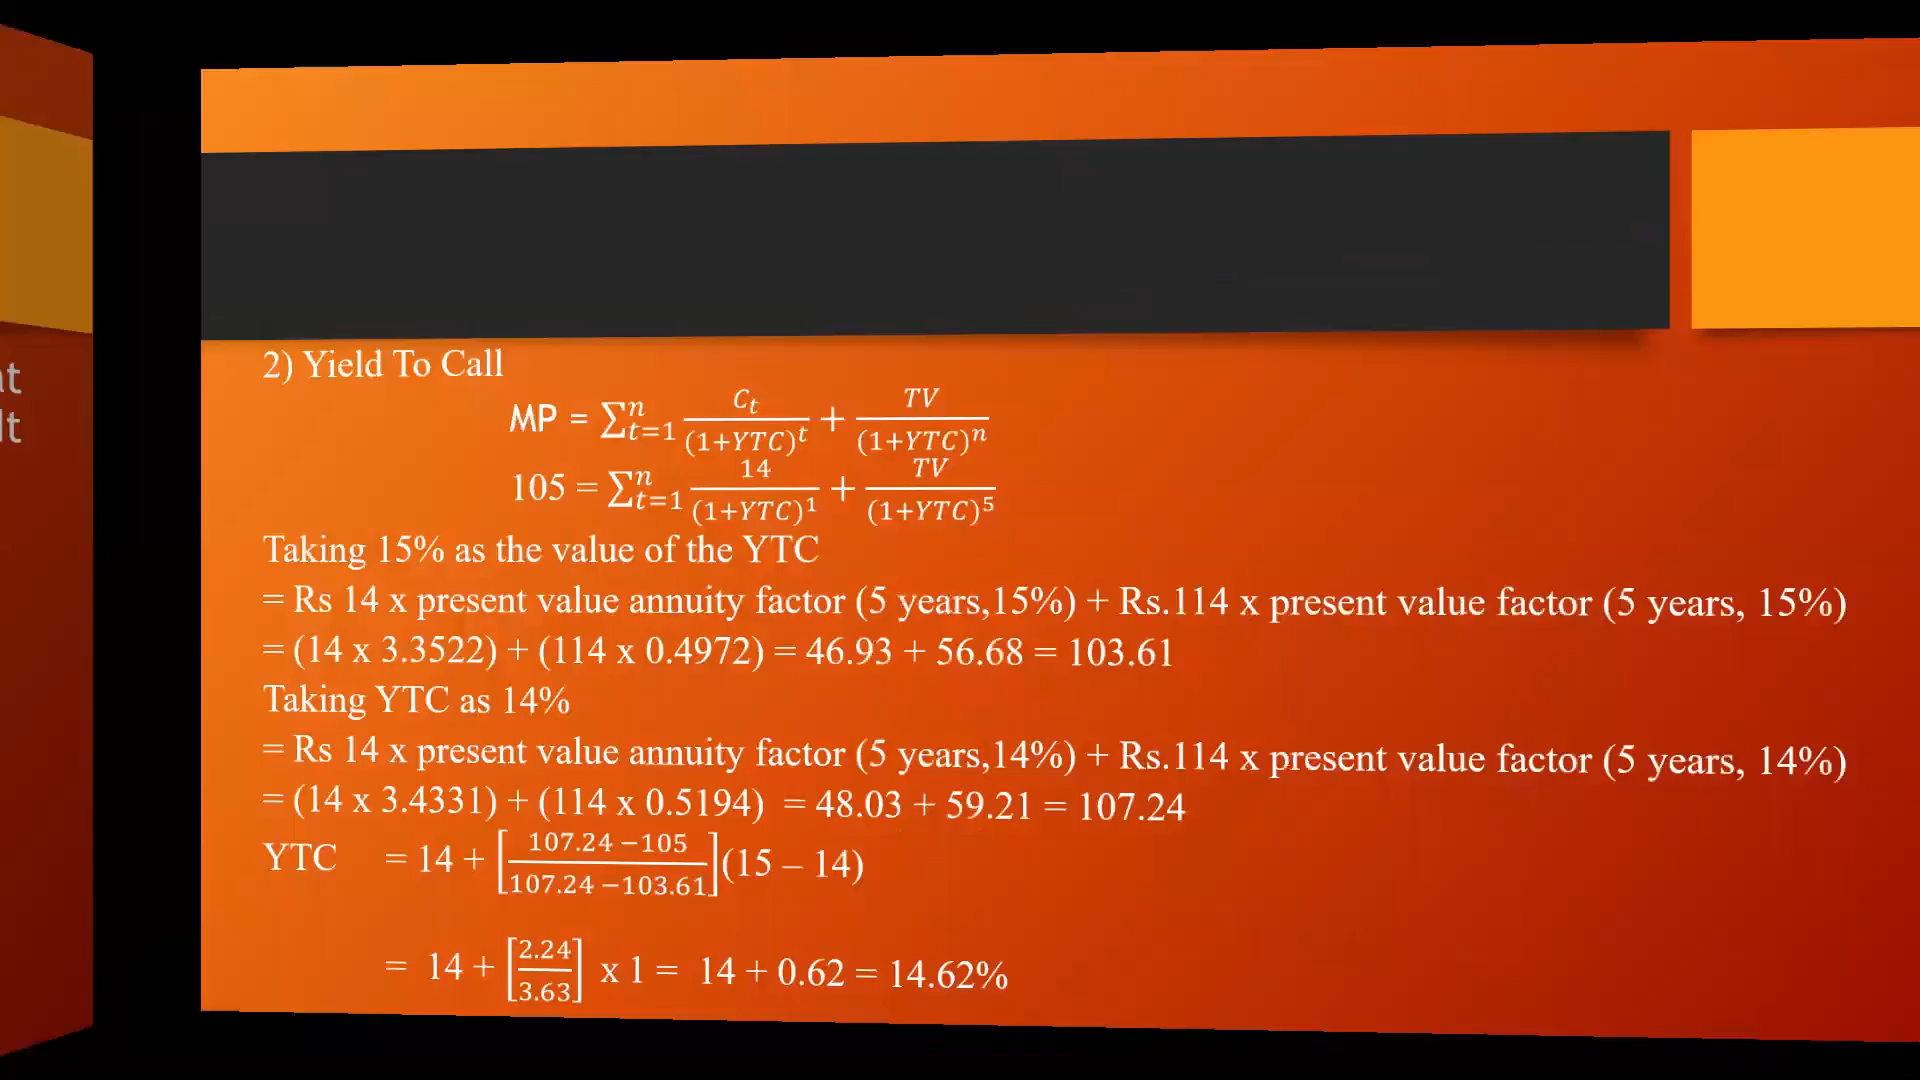 at
It
2) Yield To Call
MP = ∑ⁿₜ₌₁ Cₜ/(1+YTC)ᵗ + TV/(1+YTC)ⁿ
105 = ∑ⁿₜ₌₁ 14/(1+YTC)¹ + TV/(1+YTC)⁵
Taking 15% as the value of the YTC
= Rs 14 x present value annuity factor (5 years,15%) + Rs.114 x present value factor (5 years, 15%)
= (14 x 3.3522) + (114 x 0.4972) = 46.93 + 56.68 = 103.61
Taking YTC as 14%
= Rs 14 x present value annuity factor (5 years,14%) + Rs.114 x present value factor (5 years, 14%)
= (14 x 3.4331) + (114 x 0.5194) = 48.03 + 59.21 = 107.24
YTC = 14 + [107.24 –105/107.24 –103.61](15 – 14)
= 14 + [2.24/3.63] x 1 = 14 + 0.62 = 14.62%